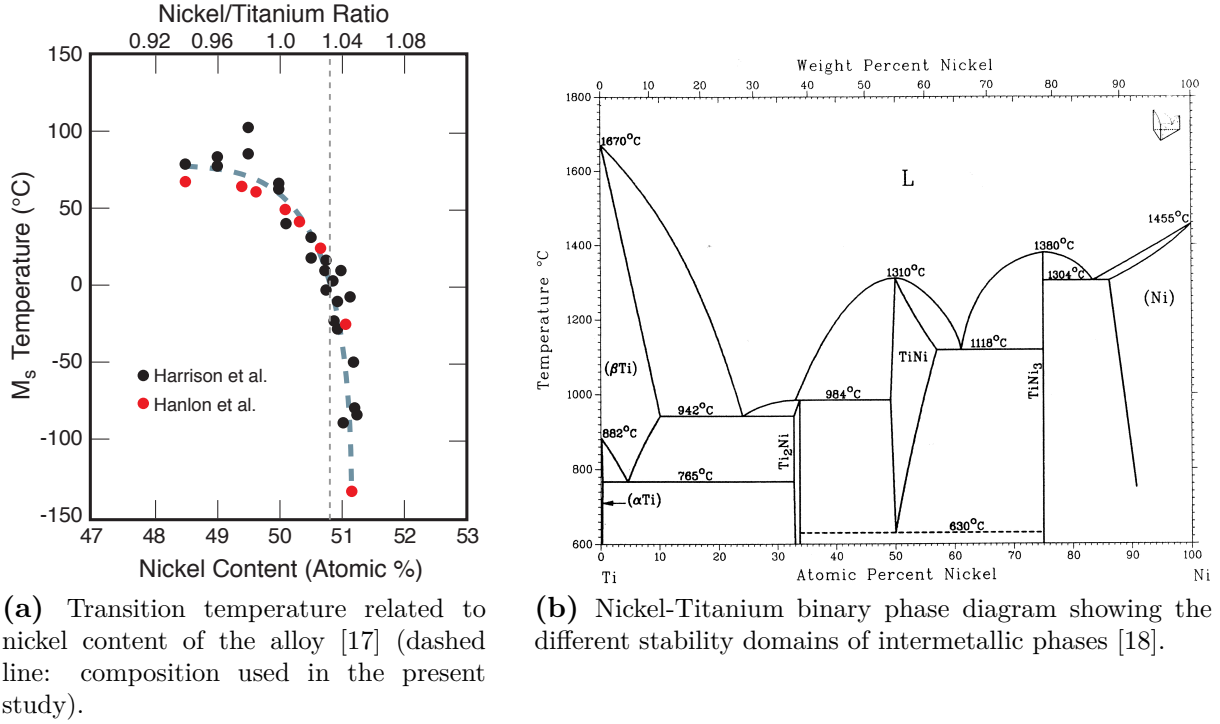 Nickel/Titanium Ratio
0.92 0.96 1.0 1.04 1.08
150
100
50
0
-50
-100
-150
Ms Temperature (°C)
Harrison et al.
Hanlon et al.
47 48 49 50 51 52 53
Nickel Content (Atomic %)
(a) Transition temperature related to
nickel content of the alloy [17] (dashed
line: composition used in the present
study).
Weight Percent Nickel
0 10 20 30 40 50 60 70 80 90 100
1800
1600
1400
1200
1000
800
600
Temperature °C
1670°C
L
1455°C
1380°C
1310°C
1304°C
(Ni)
1118°C
TiNi
TiNi3
(βTi)
984°C
942°C
882°C
Ti2Ni
765°C
(αTi)
630°C
0 10 20 30 40 50 60 70 80 90 100
Ti Atomic Percent Nickel Ni
(b) Nickel-Titanium binary phase diagram showing the
different stability domains of intermetallic phases [18].